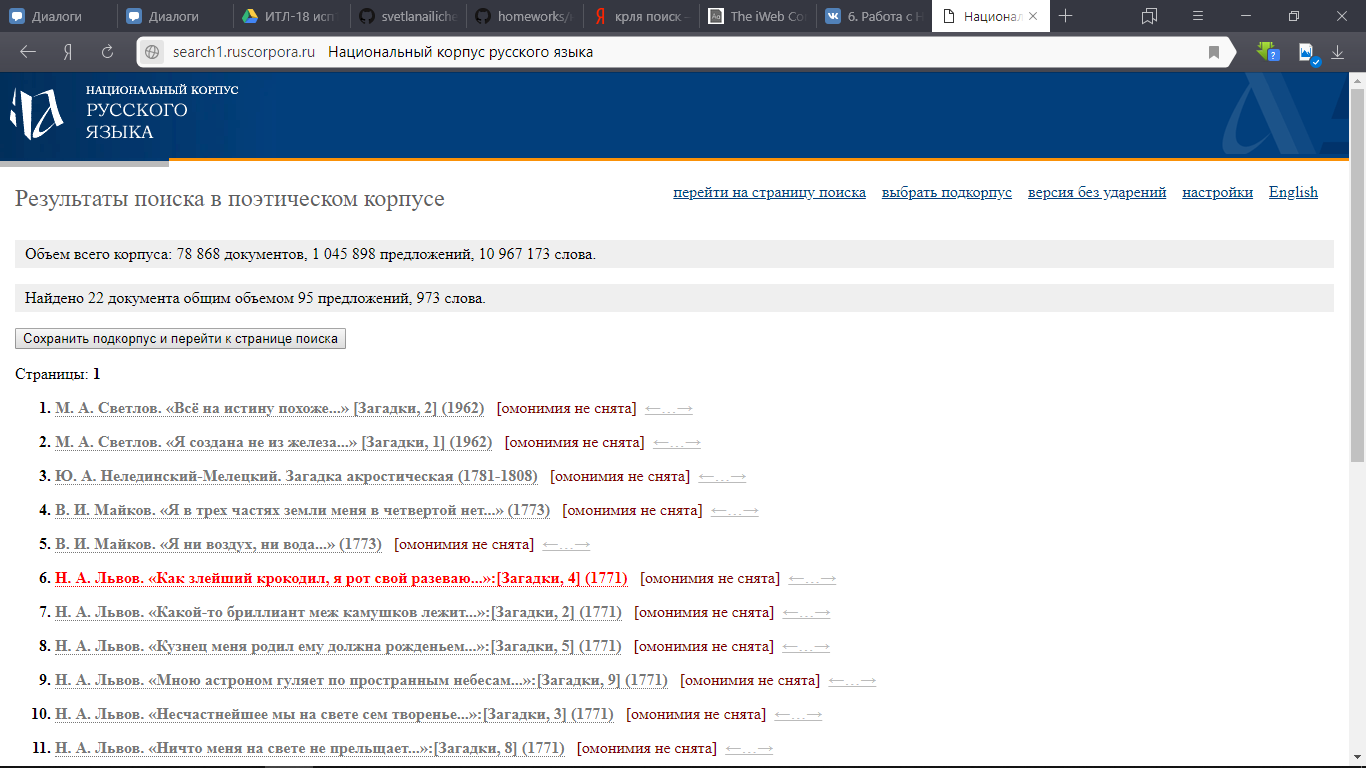 Диалоги
Диалоги
ИТЛ-18 исп
svetlanailiche
homeworks/
крля поиск –
The iWeb Co
6. Работа с Н
Национал
search1.ruscorpora.ru Национальный корпус русского языка
НАЦИОНАЛЬНЫЙ КОРПУС
РУССКОГО
ЯЗЫКА
Результаты поиска в поэтическом корпусе
перейти на страницу поиска выбрать подкорпус версия без ударений настройки English
Объем всего корпуса: 78 868 документов, 1 045 898 предложений, 10 967 173 слова.
Найдено 22 документа общим объемом 95 предложений, 973 слова.
Сохранить подкорпус и перейти к странице поиска
Страницы: 1
1. М. А. Светлов. «Всё на истину похоже...» [Загадки, 2] (1962) [омонимия не снята] ←…→
2. М. А. Светлов. «Я создана не из железа...» [Загадки, 1] (1962) [омонимия не снята] ←…→
3. Ю. А. Нелединский-Мелецкий. Загадка акростическая (1781-1808) [омонимия не снята] ←…→
4. В. И. Майков. «Я в трех частях земли меня в четвертой нет...» (1773) [омонимия не снята] ←…→
5. В. И. Майков. «Я ни воздух, ни вода...» (1773) [омонимия не снята] ←…→
6. Н. А. Львов. «Как злейший крокодил, я рот свой разеваю...»:[Загадки, 4] (1771) [омонимия не снята] ←…→
7. Н. А. Львов. «Какой-то бриллиант меж камушков лежит...»:[Загадки, 2] (1771) [омонимия не снята] ←…→
8. Н. А. Львов. «Кузнец меня родил ему должна рожденьем...»:[Загадки, 5] (1771) [омонимия не снята] ←…→
9. Н. А. Львов. «Мною астроном гуляет по пространным небесам...»:[Загадки, 9] (1771) [омонимия не снята] ←…→
10. Н. А. Львов. «Несчастнейшее мы на свете сем творенье...»:[Загадки, 3] (1771) [омонимия не снята] ←…→
11. Н. А. Львов. «Ничто меня на свете не прельщает...»:[Загадки, 8] (1771) [омонимия не снята] ←…→